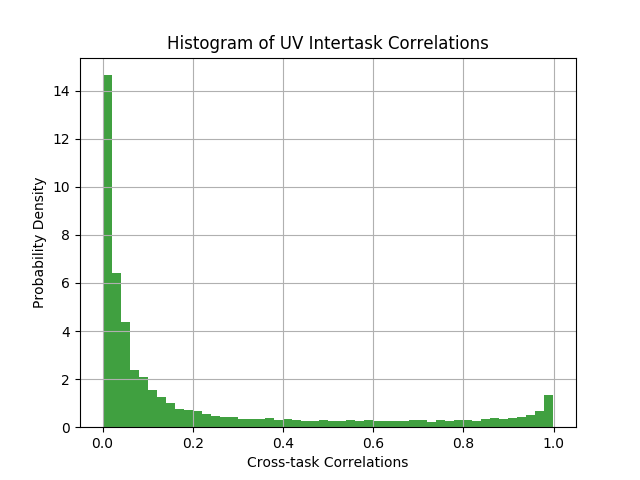 Histogram of UV Intertask Correlations
14
12
10
8
6
4
2
0
Probability Density
0.0 0.2 0.4 0.6 0.8 1.0
Cross-task Correlations